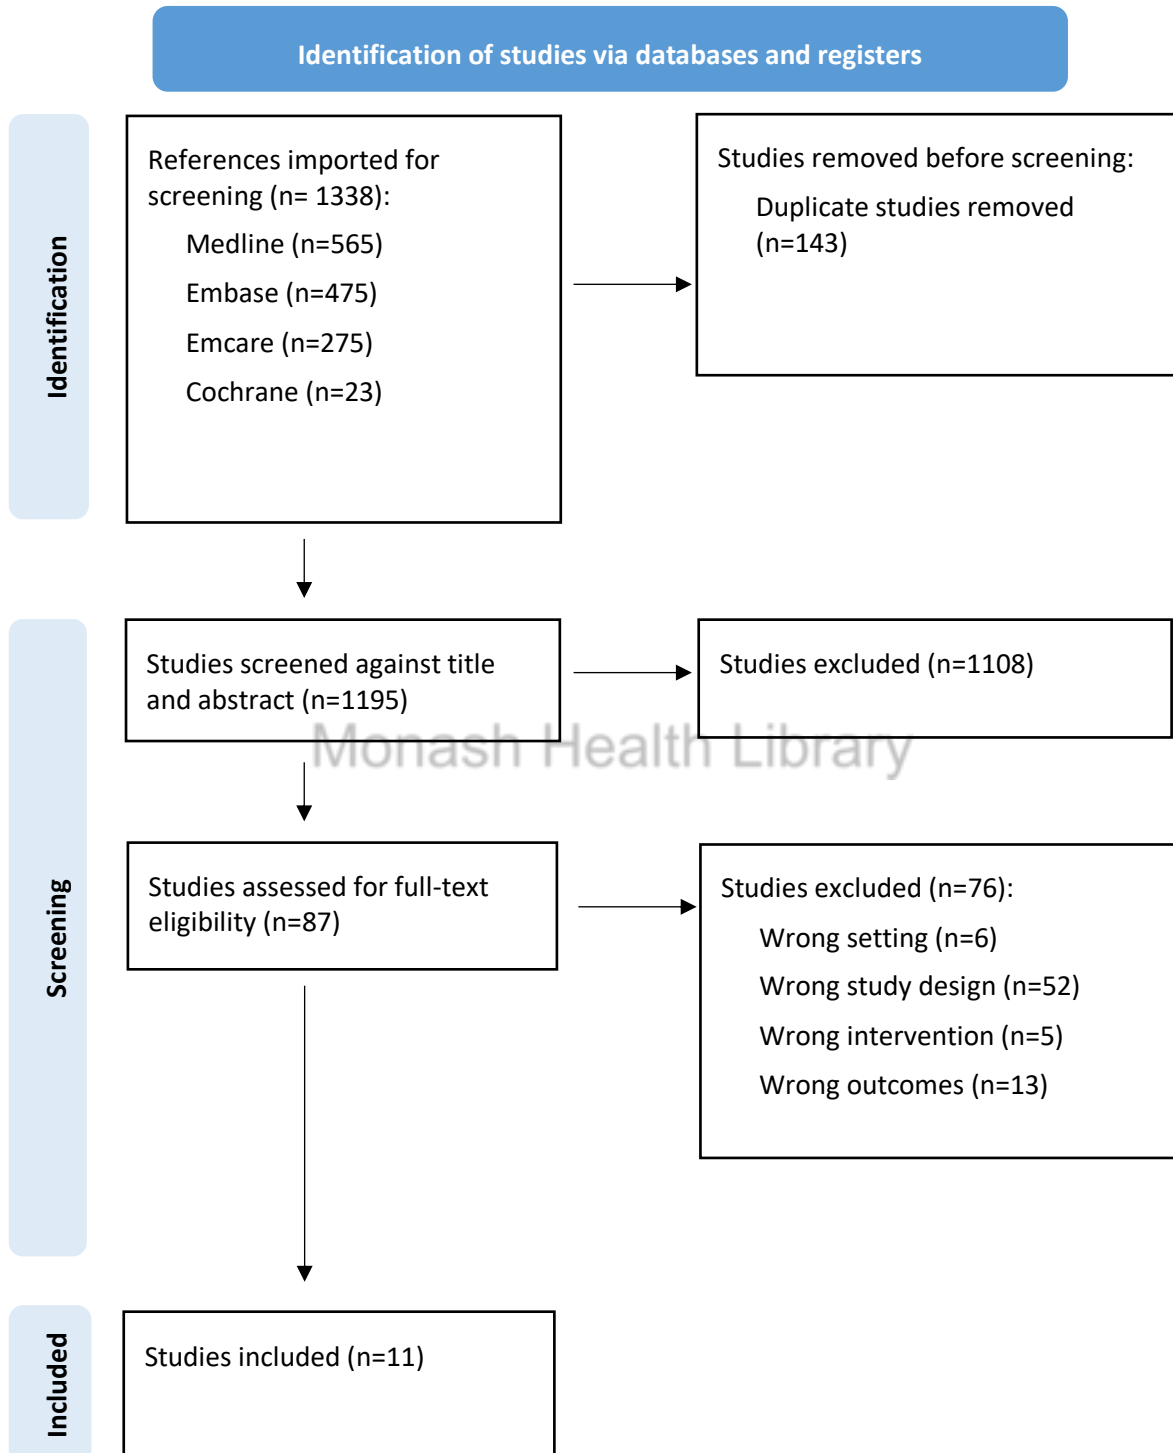 Identification of studies via databases and registers
Identification
References imported for
screening (n= 1338):
Medline (n=565)
Embase (n=475)
Emcare (n=275)
Cochrane (n=23)
Studies removed before screening:
Duplicate studies removed
(n=143)
Screening
Studies screened against title
and abstract (n=1195)
Studies excluded (n=1108)
Monash Health Library
Studies assessed for full-text
eligibility (n=87)
Studies excluded (n=76):
Wrong setting (n=6)
Wrong study design (n=52)
Wrong intervention (n=5)
Wrong outcomes (n=13)
Included
Studies included (n=11)